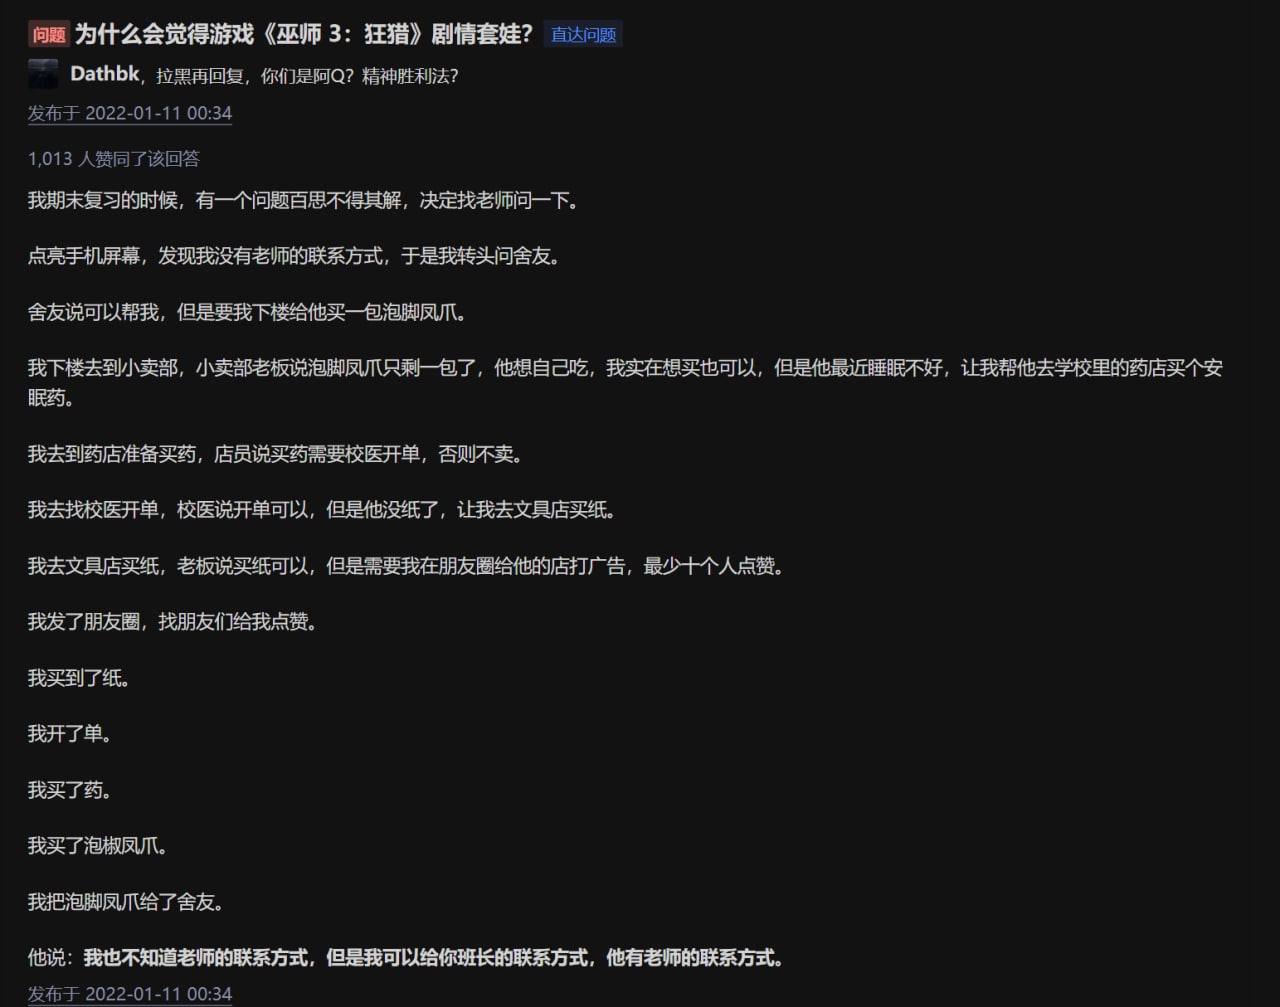 问题 为什么会觉得游戏《巫师 3：狂猎》剧情套娃？ 直达问题
Dathbk，拉黑再回复，你们是阿Q？精神胜利法？
发布于 2022-01-11 00:34
1,013 人赞同了该回答
我期末复习的时候，有一个问题百思不得其解，决定找老师问一下。
点亮手机屏幕，发现我没有老师的联系方式，于是我转头问舍友。
舍友说可以帮我，但是要我下楼给他买一包泡脚凤爪。
我下楼去到小卖部，小卖部老板说泡脚凤爪只剩一包了，他想自己吃，我实在想买也可以，但是他最近睡眠不好，让我帮他去学校里的药店买个安
眠药。
我去到药店准备买药，店员说买药需要校医开单，否则不卖。
我去找校医开单，校医说开单可以，但是他没纸了，让我去文具店买纸。
我去文具店买纸，老板说买纸可以，但是需要我在朋友圈给他的店打广告，最少十个人点赞。
我发了朋友圈，找朋友们给我点赞。
我买到了纸。
我开了单。
我买了药。
我买了泡椒凤爪。
我把泡脚凤爪给了舍友。
他说：我也不知道老师的联系方式，但是我可以给你班长的联系方式，他有老师的联系方式。
发布于 2022-01-11 00:34